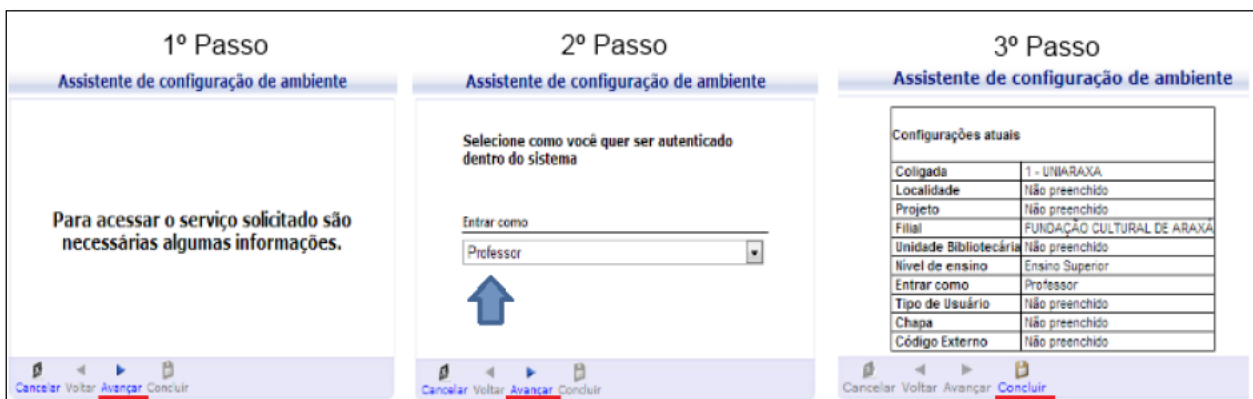 1º Passo
Assistente de configuração de ambiente
Para acessar o serviço solicitado são
necessárias algumas informações.
Cancelar Voltar Avançar Concluir
2º Passo
Assistente de configuração de ambiente
Selecione como você quer ser autenticado
dentro do sistema
Entrar como
Professor
Cancelar Voltar Avançar Concluir
3º Passo
Assistente de configuração de ambiente
Configurações atuais
Coligada 1 - UNIARAXA
Localidade Não preenchido
Projeto Não preenchido
Filial FUNDAÇÃO CULTURAL DE ARAXÁ
Unidade Bibliotecária Não preenchido
Nivel de ensino Ensino Superior
Entrar como Professor
Tipo de Usuário Não preenchido
Chapa Não preenchido
Código Externo Não preenchido
Cancelar Voltar Avançar Concluir